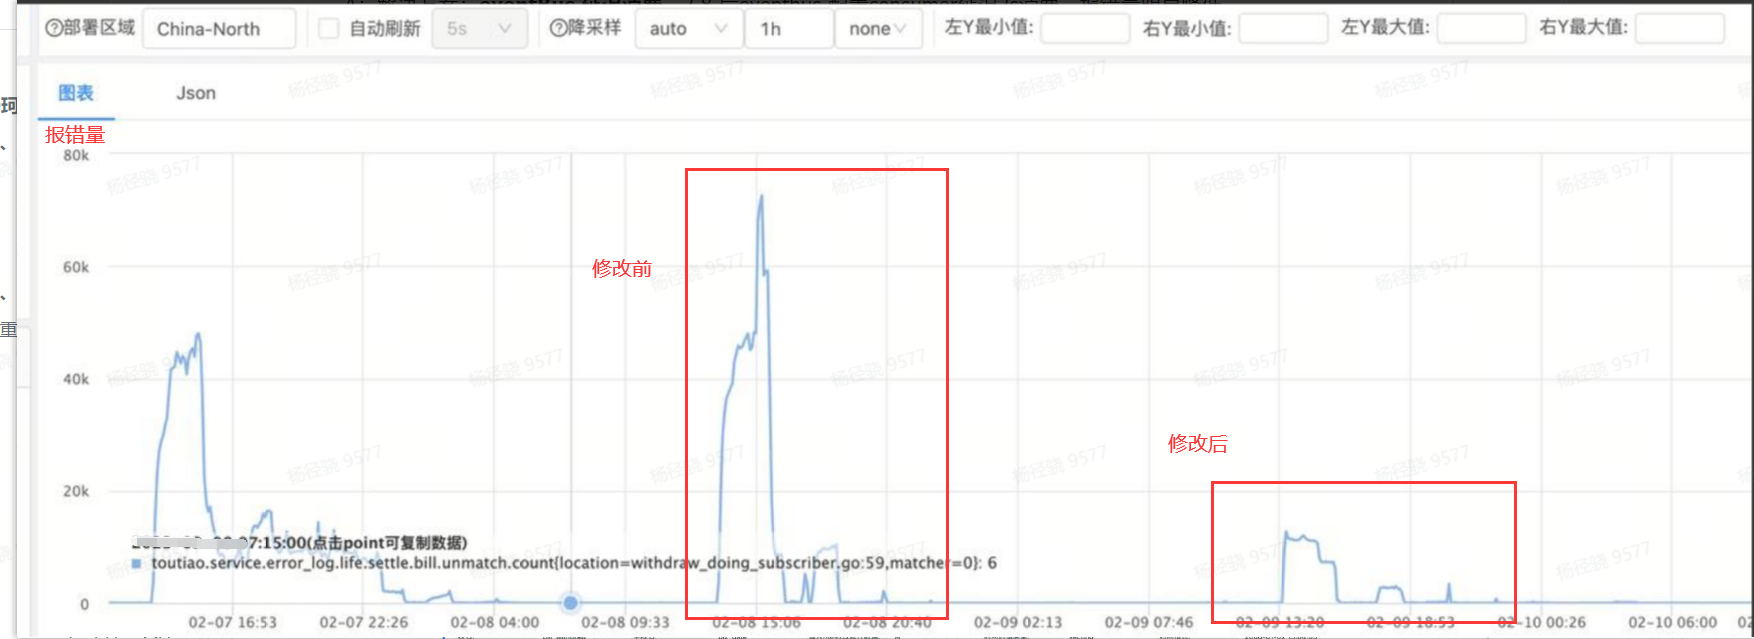 部署区域 China-North 自动刷新 5s 降采样 auto 1h none 左Y最小值: 右Y最小值: 左Y最大值: 右Y最大值:
图表 Json
珂
报错量
80k
60k
修改前
40k
修改后
20k
重
7:15:00(点击point可复制数据)
toutiao.service.error_log.life.settle.bill.unmatch.count{location=withdraw_doing_subscriber.go:59,matcher=0}: 6
0
02-07 16:53 02-07 22:26 02-08 04:00 02-08 09:33 02-08 15:06 02-08 20:40 02-09 02:13 02-09 07:46 02-09 13:20 02-09 18:53 02-10 00:26 02-10 06:00
杨径骁 9577